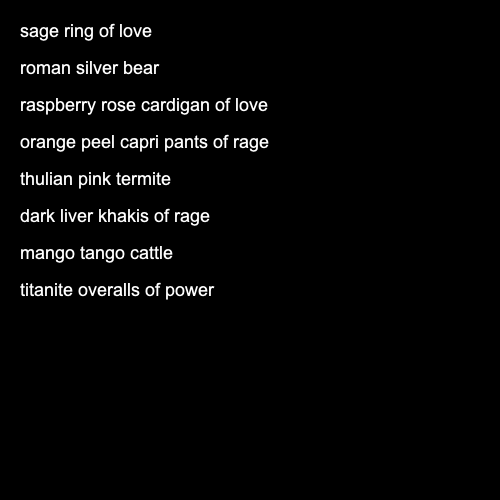 sage ring of love
roman silver bear
raspberry rose cardigan of love
orange peel capri pants of rage
thulian pink termite
dark liver khakis of rage
mango tango cattle
titanite overalls of power